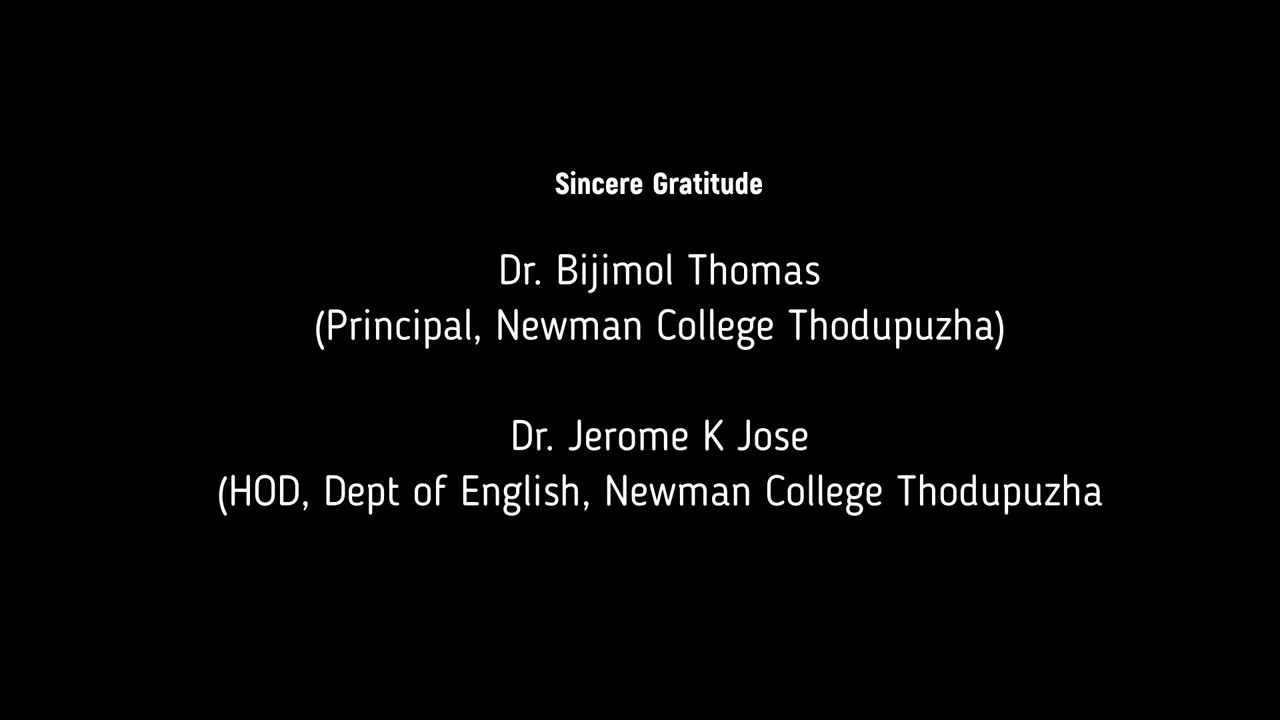 Sincere Gratitude
Dr. Bijimol Thomas
(Principal, Newman College Thodupuzha)
Dr. Jerome K Jose
(HOD, Dept of English, Newman College Thodupuzha